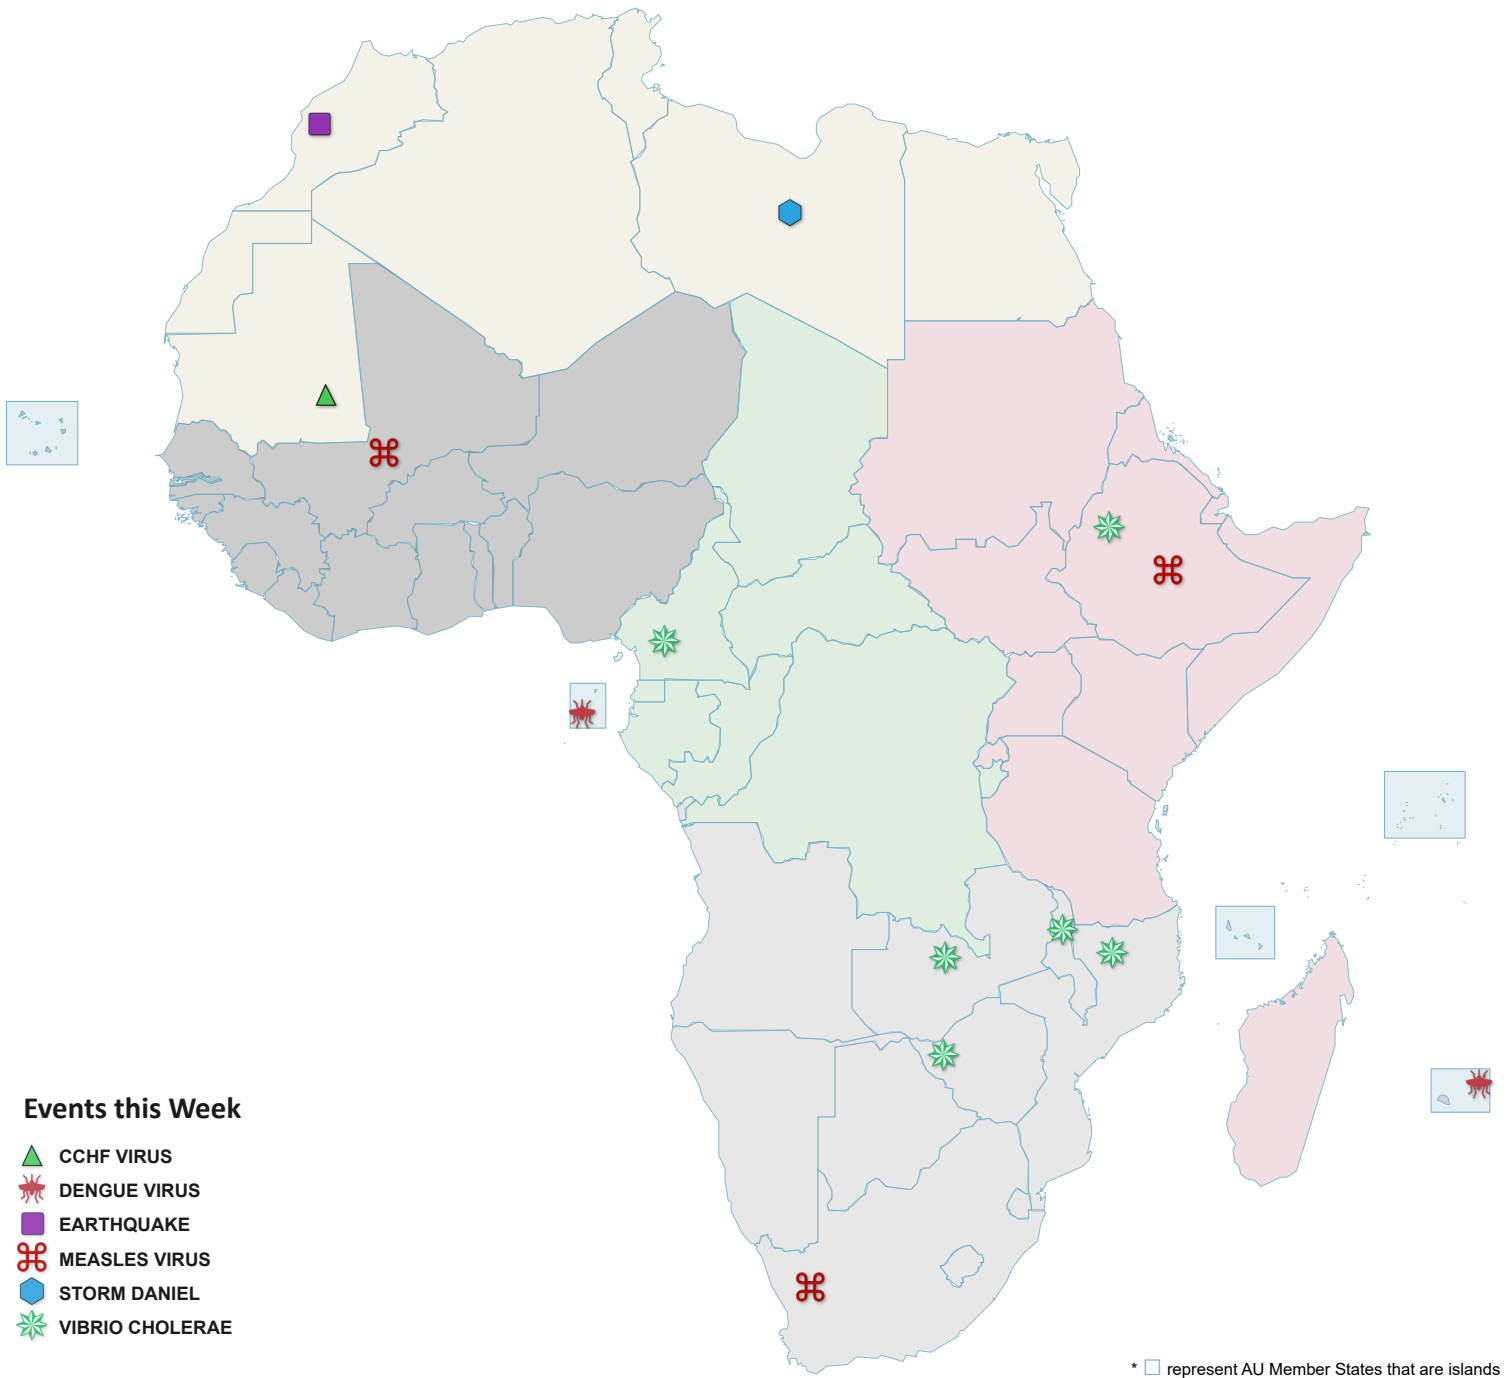 Events this Week
CCHF VIRUS
DENGUE VIRUS
EARTHQUAKE
MEASLES VIRUS
STORM DANIEL
VIBRIO CHOLERAE
* represent AU Member States that are islands